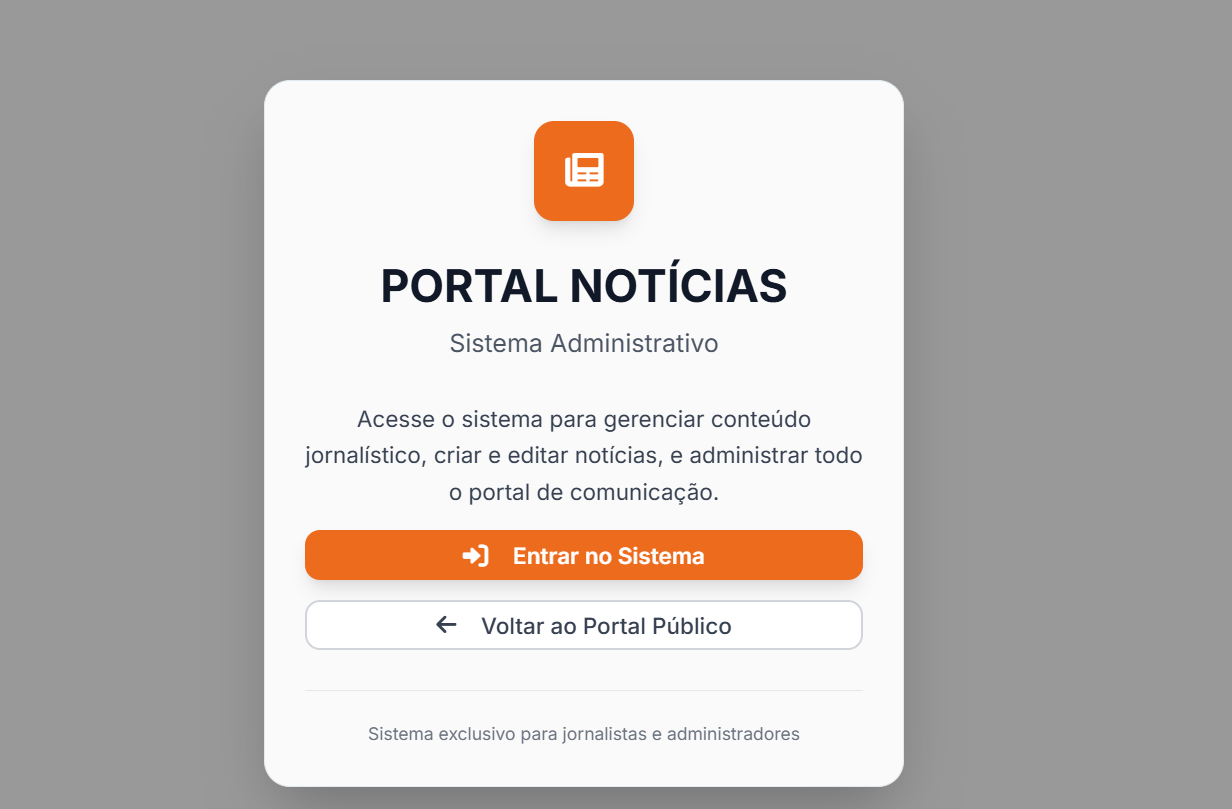 PORTAL NOTÍCIAS
Sistema Administrativo
Acesse o sistema para gerenciar conteúdo
jornalístico, criar e editar notícias, e administrar todo
o portal de comunicação.
Entrar no Sistema
Voltar ao Portal Público
Sistema exclusivo para jornalistas e administradores